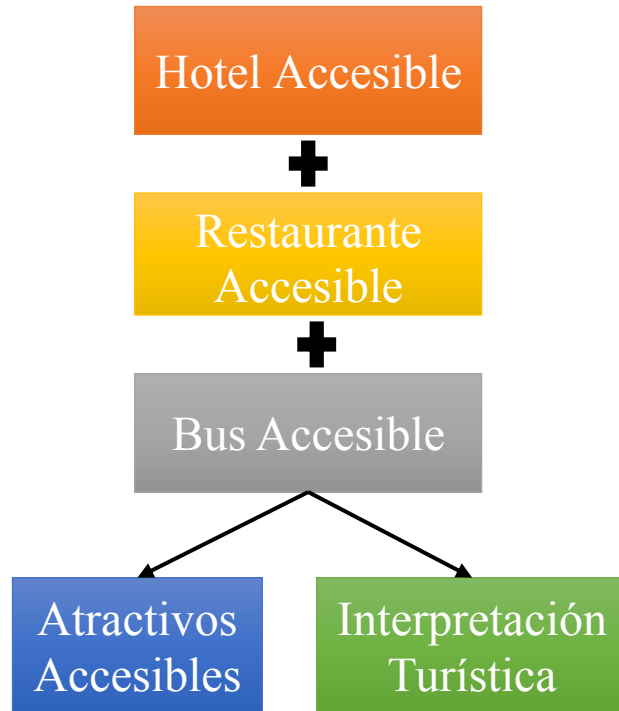 Hotel Accesible
Restaurante
Accesible
Bus Accesible
Atractivos
Accesibles
Interpretación
Turística